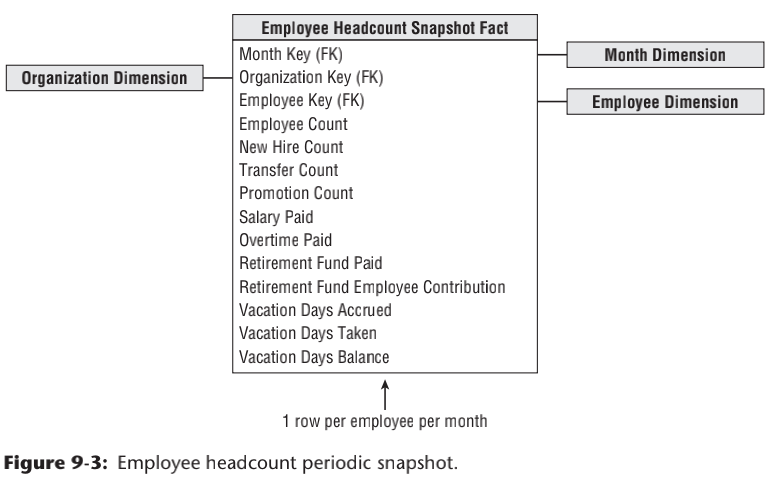 Employee Headcount Snapshot Fact
Month Key (FK)
Organization Key (FK)
Employee Key (FK)
Employee Count
New Hire Count
Transfer Count
Promotion Count
Salary Paid
Overtime Paid
Retirement Fund Paid
Retirement Fund Employee Contribution
Vacation Days Accrued
Vacation Days Taken
Vacation Days Balance
Organization Dimension
Month Dimension
Employee Dimension
1 row per employee per month
Figure 9-3: Employee headcount periodic snapshot.